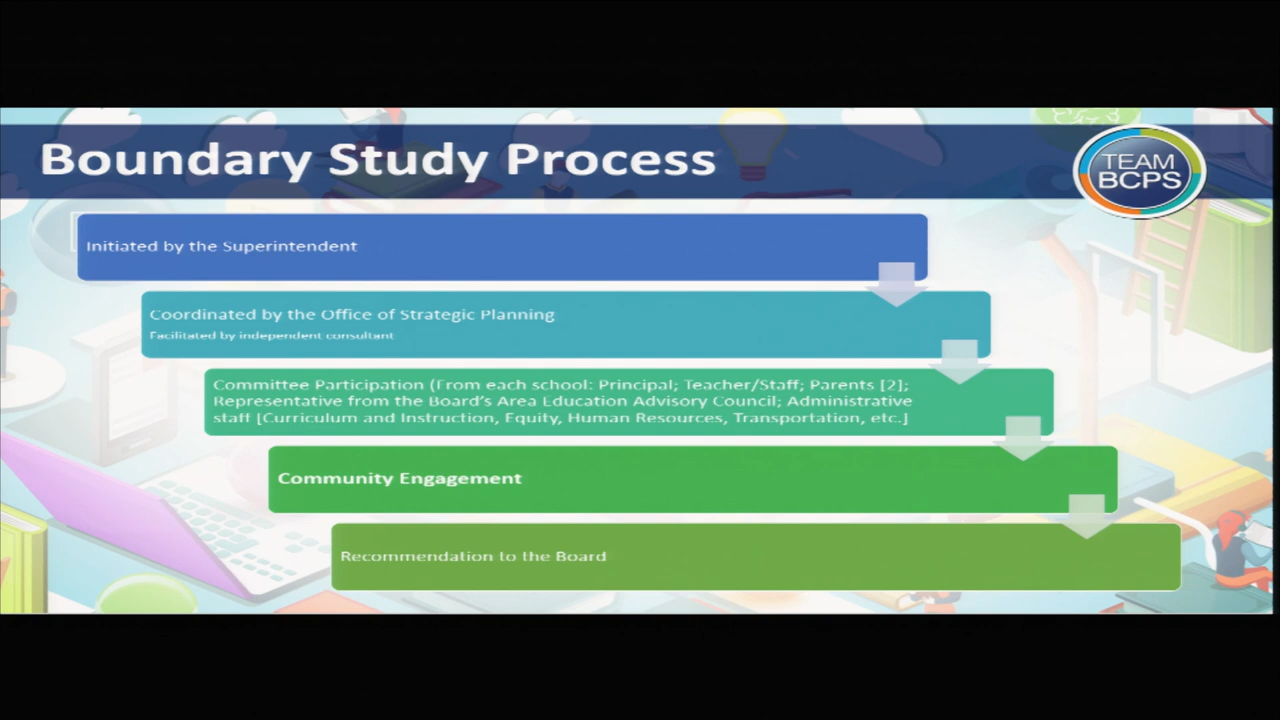 Boundary Study Process
TEAM
BCPS
Initiated by the Superintendent
Coordinated by the Office of Strategic Planning
Facilitated by independent consultant
Committee Participation (From each school: Principal; Teacher/Staff; Parents [2];
Representative from the Board's Area Education Advisory Council; Administrative
staff [Curriculum and Instruction, Equity, Human Resources, Transportation, etc.]
Community Engagement
Recommendation to the Board